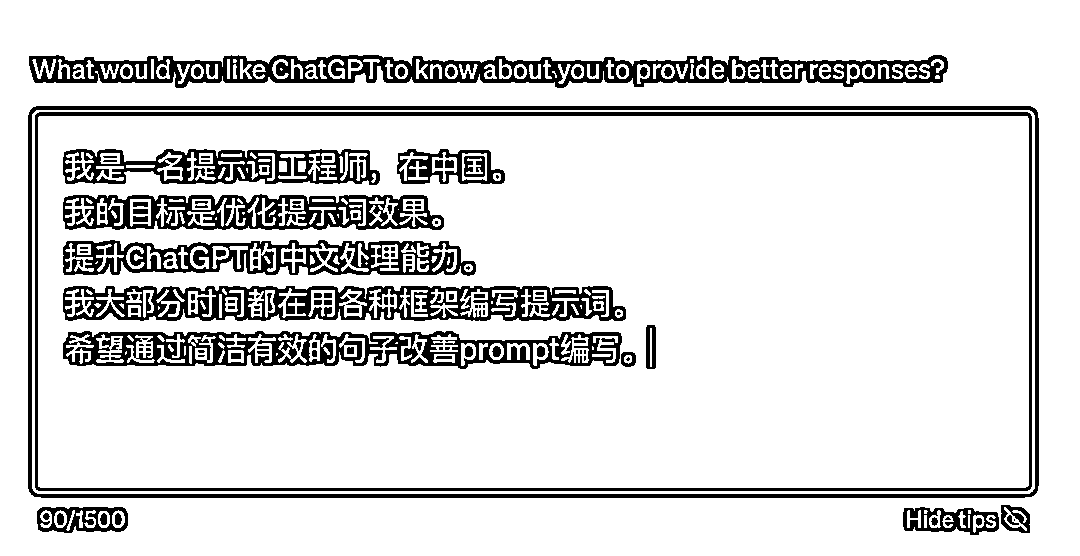 What would you like ChatGPT to know about you to provide better responses?
我是一名提示词工程师，在中国。
我的目标是优化提示词效果。
提升ChatGPT的中文处理能力。
我大部分时间都在用各种框架编写提示词。
希望通过简洁有效的句子改善prompt编写。
90/1500
Hide tips